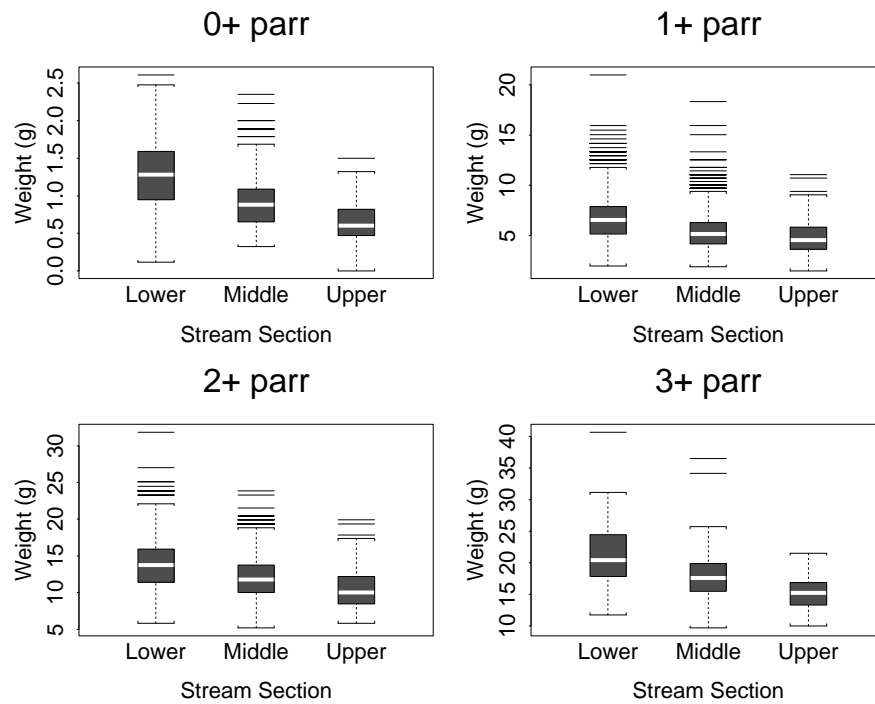 0+ parr
Weight (g)
0.0 0.5 1.0 1.5 2.0 2.5
Lower Middle Upper
Stream Section
1+ parr
Weight (g)
5 10 15 20
Lower Middle Upper
Stream Section
2+ parr
Weight (g)
5 10 15 20 25 30
Lower Middle Upper
Stream Section
3+ parr
Weight (g)
10 15 20 25 30 35 40
Lower Middle Upper
Stream Section